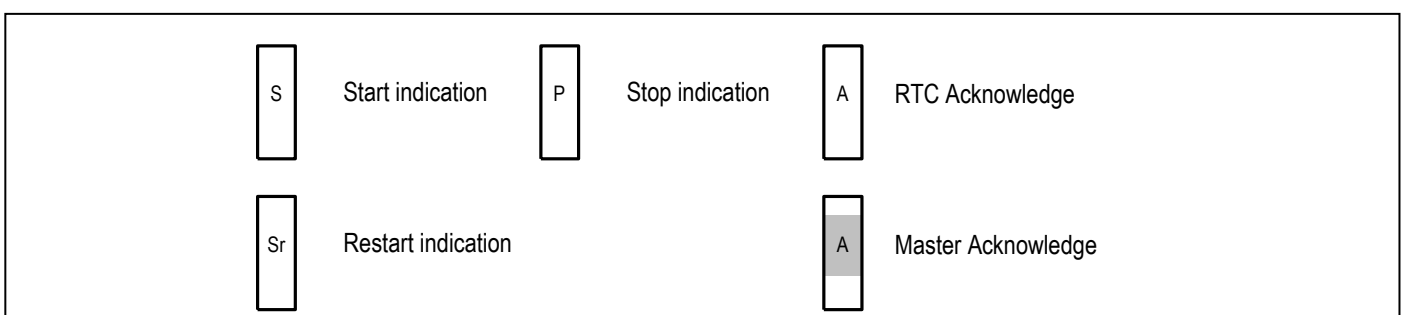 S Start indication P Stop indication A RTC Acknowledge
Sr Restart indication A Master Acknowledge